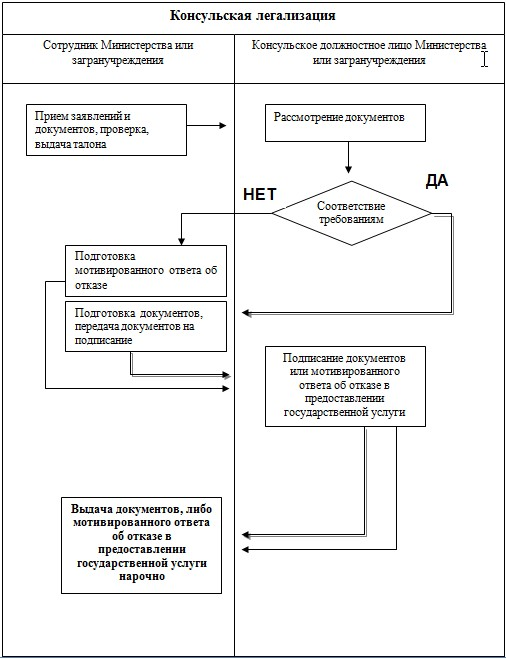 Консульская легализация
Сотрудник Министерства или
загранучреждения
Консульское должностное лицо Министерства
или загранучреждения
Прием заявлений и
документов, проверка,
выдача талона
Рассмотрение документов
НЕТ
ДА
Соответствие
требованиям
Подготовка
мотивированного ответа об
отказе
Подготовка документов,
передача документов на
подписание
Подписание документов
или мотивированного
ответа об отказе в
предоставлении
государственной услуги
Выдача документов, либо
мотивированного ответа
об отказе в
предоставлении
государственной услуги
нарочно